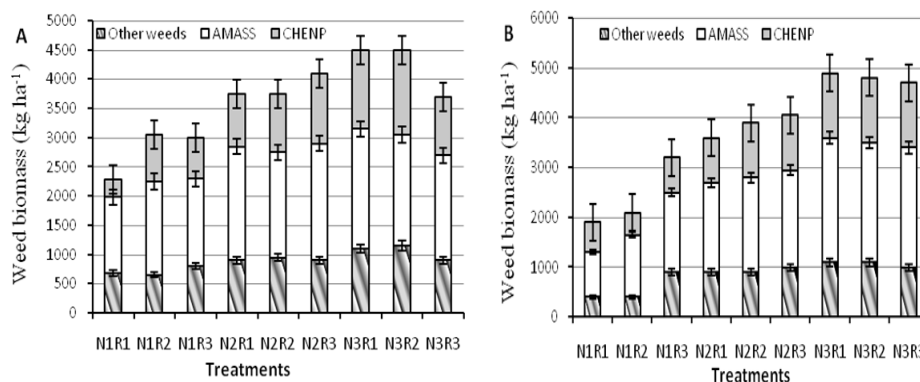 A
Other weeds AMASS CHENP
Weed biomass (kg ha⁻¹)
5000
4500
4000
3500
3000
2500
2000
1500
1000
500
0
N1R1 N1R2 N1R3 N2R1 N2R2 N2R3 N3R1 N3R2 N3R3
Treatments
B
Other weeds AMASS CHENP
Weed biomass (kg ha⁻¹)
6000
5000
4000
3000
2000
1000
0
N1R1 N1R2 N1R3 N2R1 N2R2 N2R3 N3R1 N3R2 N3R3
Treatments